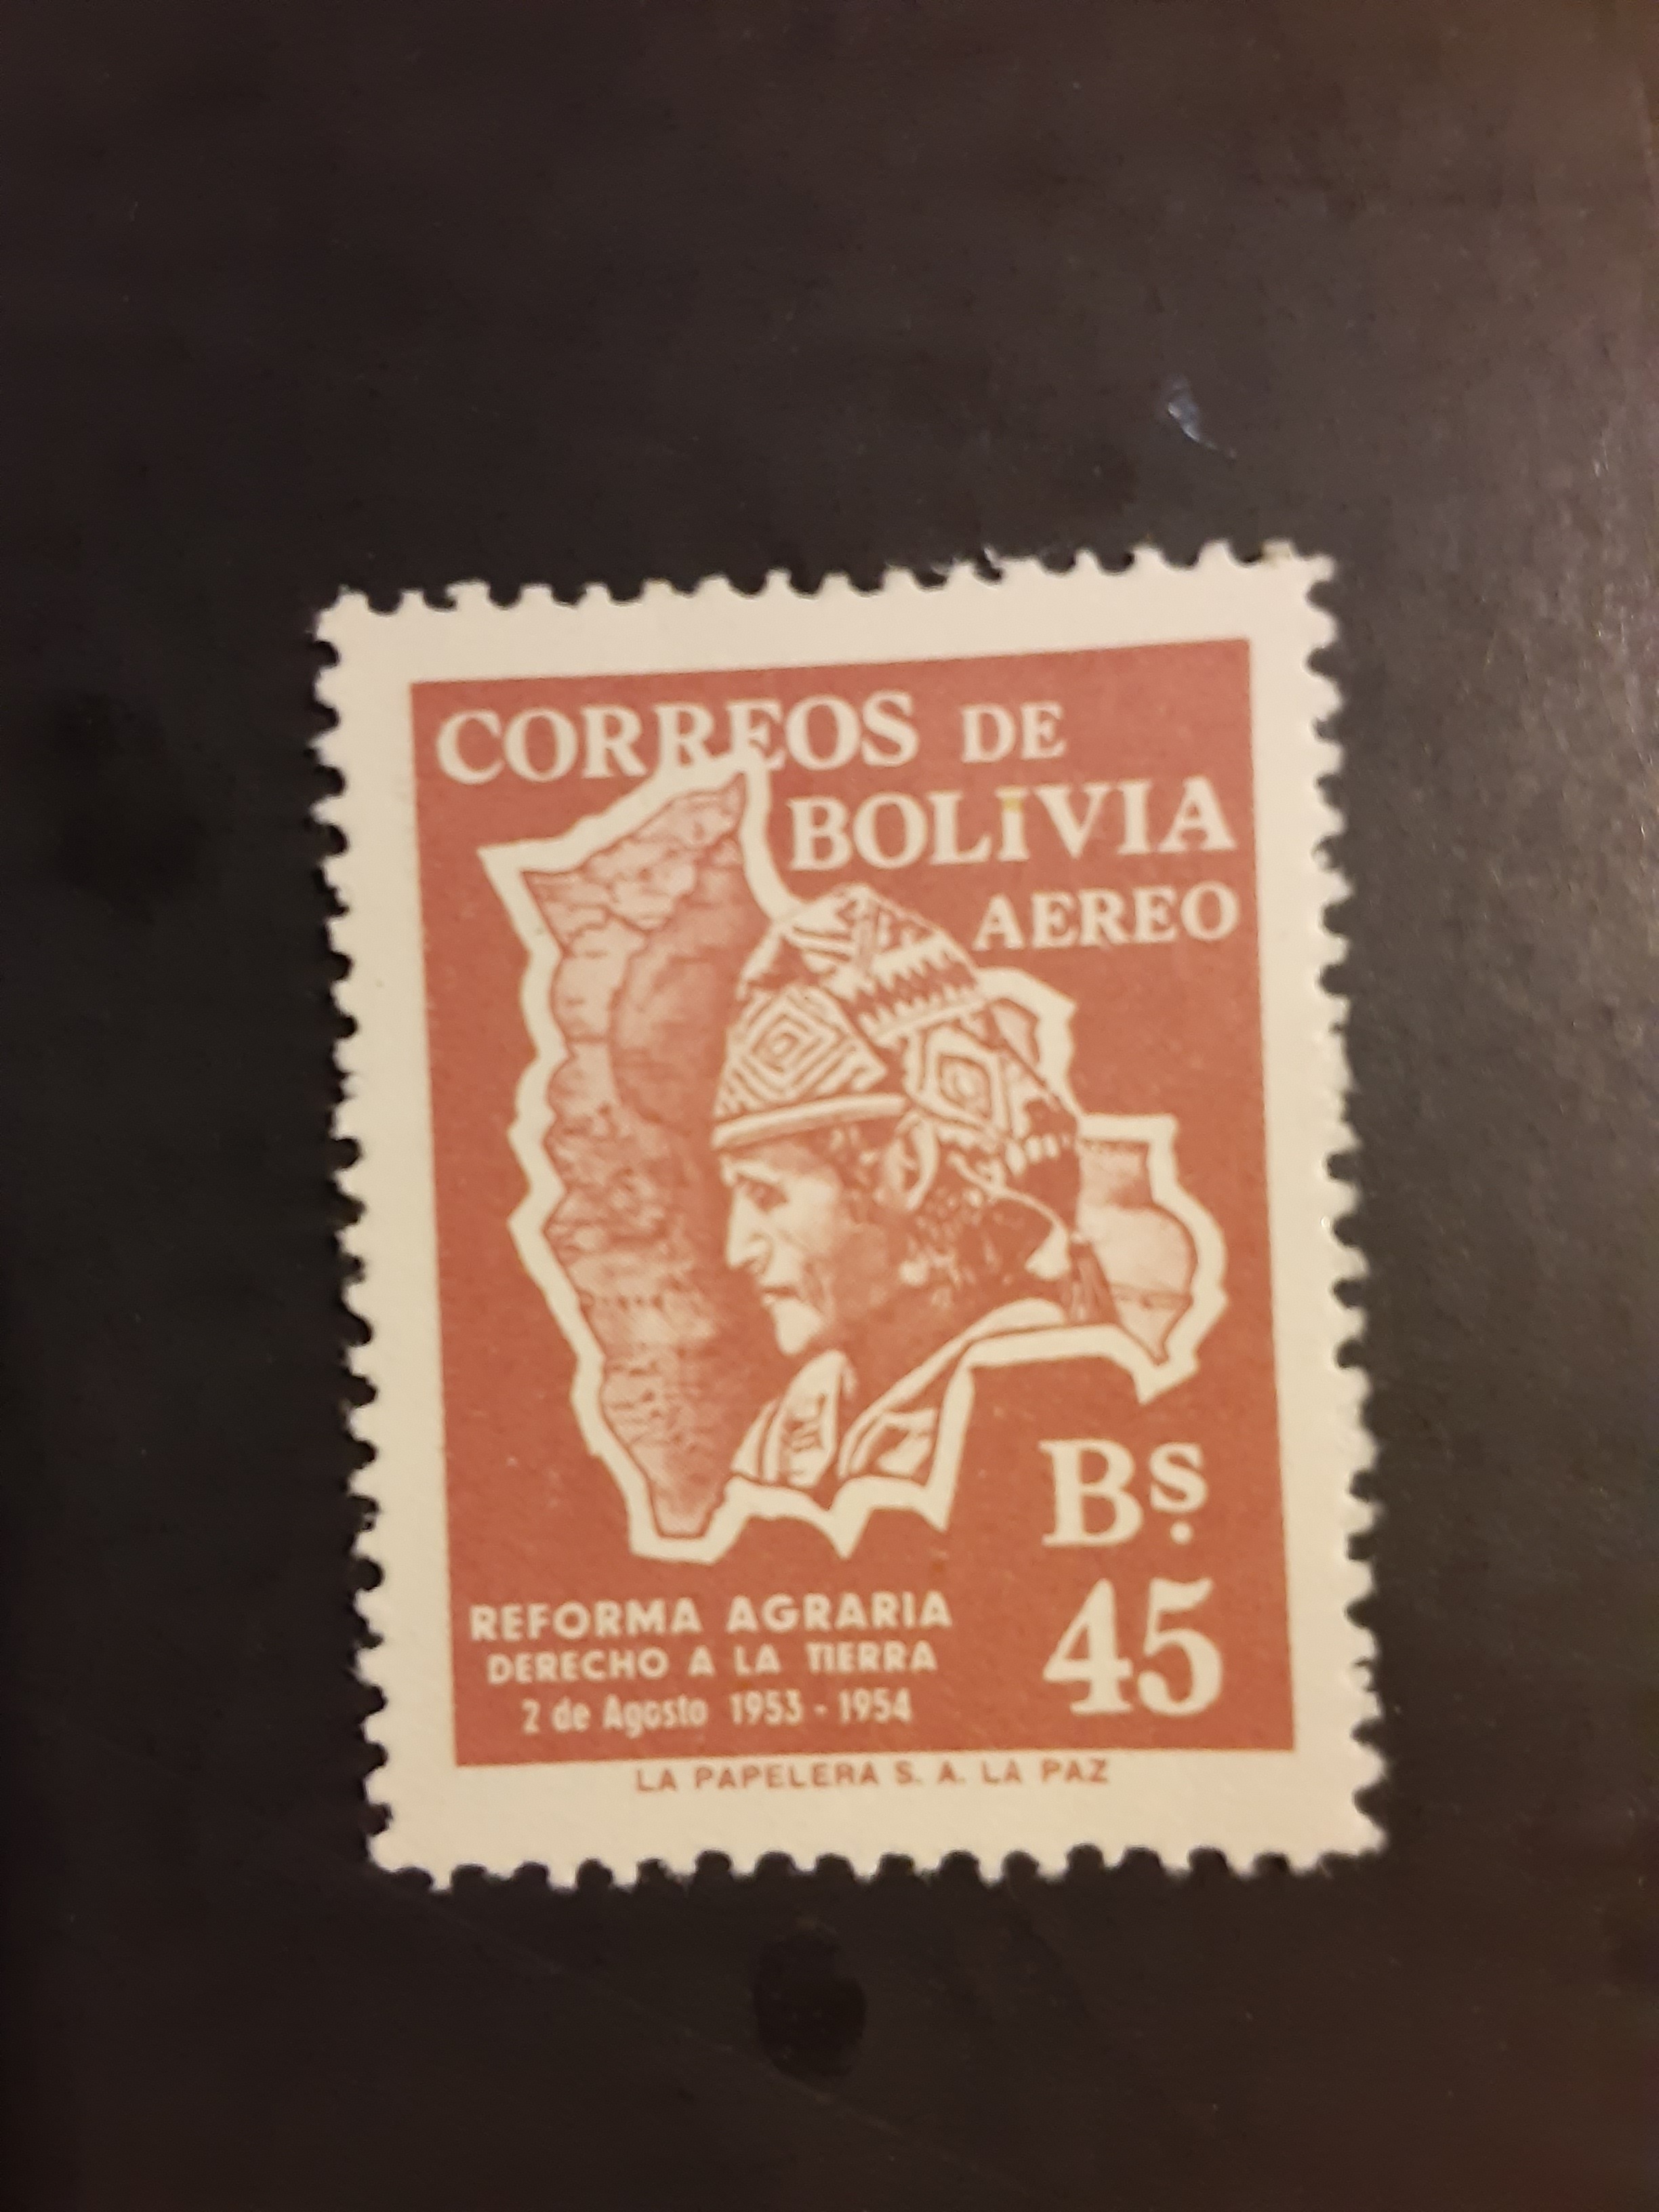 CORREOS DE
BOLIVIA
AEREO
Bs.
45
REFORMA AGRARIA
DERECHO A LA TIERRA
2 de Agosto 1953 - 1954
LA PAPELERA S. A. LA PAZ